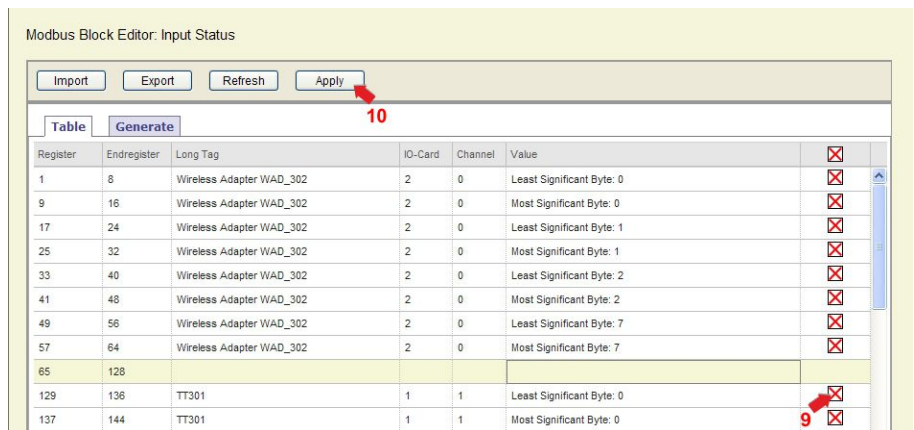 Modbus Block Editor: Input Status
Import Export Refresh Apply
10
Table Generate
Register Endregister Long Tag IO-Card Channel Value
1 8 Wireless Adapter WAD_302 2 0 Least Significant Byte: 0
9 16 Wireless Adapter WAD_302 2 0 Most Significant Byte: 0
17 24 Wireless Adapter WAD_302 2 0 Least Significant Byte: 1
25 32 Wireless Adapter WAD_302 2 0 Most Significant Byte: 1
33 40 Wireless Adapter WAD_302 2 0 Least Significant Byte: 2
41 48 Wireless Adapter WAD_302 2 0 Most Significant Byte: 2
49 56 Wireless Adapter WAD_302 2 0 Least Significant Byte: 7
57 64 Wireless Adapter WAD_302 2 0 Most Significant Byte: 7
65 128
129 136 TT301 1 1 Least Significant Byte: 0
137 144 TT301 1 1 Most Significant Byte: 0 9